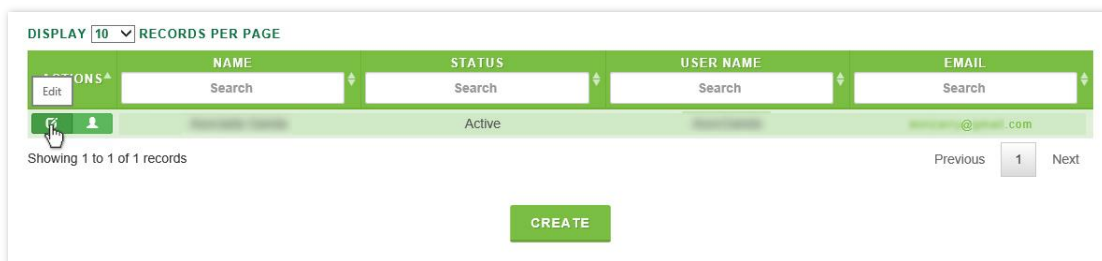 DISPLAY 10 RECORDS PER PAGE
NAME STATUS USER NAME EMAIL
Edit
Search Search Search Search
Active .com
Showing 1 to 1 of 1 records
Previous 1 Next
CREATE